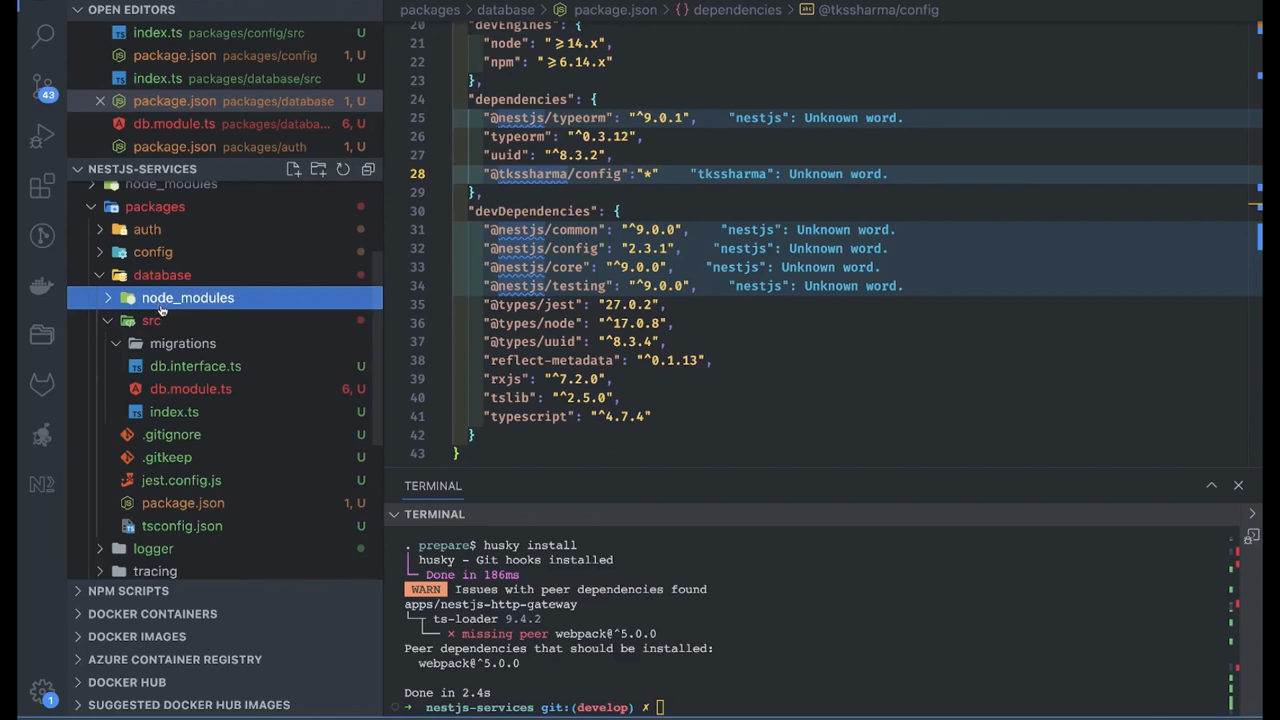 OPEN EDITORS
index.ts packages/config/src U
package.json packages/config 1, U
index.ts packages/database/src U
package.json packages/database 1, U
db.module.ts packages/databa... 6, U
package.json packages/auth 1, U
NESTJS-SERVICES
node_modules
packages
auth
config
database
node_modules
src
migrations
db.interface.ts U
db.module.ts 6, U
index.ts U
.gitignore U
.gitkeep U
jest.config.js U
package.json 1, U
tsconfig.json U
logger
tracing
NPM SCRIPTS
DOCKER CONTAINERS
DOCKER IMAGES
AZURE CONTAINER REGISTRY
DOCKER HUB
SUGGESTED DOCKER HUB IMAGES
43
1
packages > database > package.json > {} dependencies > @tkssharma/config
20 "devEngines": {
21 "node": "≥14.x",
22 "npm": "≥6.14.x"
23 },
24 "dependencies": {
25 "@nestjs/typeorm": "^9.0.1", "nestjs": Unknown word.
26 "typeorm": "^0.3.12",
27 "uuid": "^8.3.2",
28 "@tkssharma/config":"*" "tkssharma": Unknown word.
29 },
30 "devDependencies": {
31 "@nestjs/common": "^9.0.0", "nestjs": Unknown word.
32 "@nestjs/config": "2.3.1", "nestjs": Unknown word.
33 "@nestjs/core": "^9.0.0", "nestjs": Unknown word.
34 "@nestjs/testing": "^9.0.0", "nestjs": Unknown word.
35 "@types/jest": "27.0.2",
36 "@types/node": "^17.0.8",
37 "@types/uuid": "^8.3.4",
38 "reflect-metadata": "^0.1.13",
39 "rxjs": "^7.2.0",
40 "tslib": "^2.5.0",
41 "typescript": "^4.7.4"
42 }
43 }
TERMINAL
TERMINAL
. prepare$ husky install
husky - Git hooks installed
Done in 186ms
WARN Issues with peer dependencies found
apps/nestjs-http-gateway
ts-loader 9.4.2
✕ missing peer webpack@^5.0.0
Peer dependencies that should be installed:
webpack@^5.0.0
Done in 2.4s
→ nestjs-services git:(develop) ✗